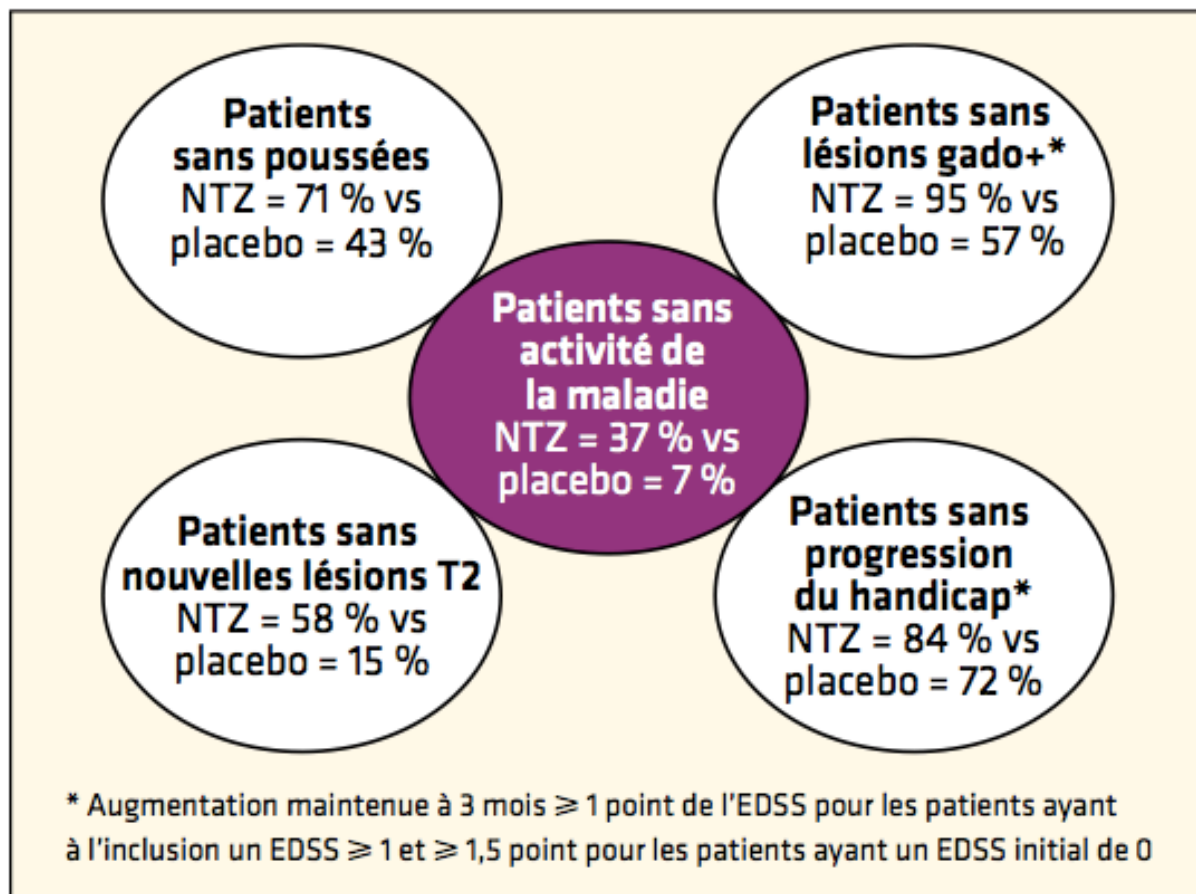 Patients
sans poussées
NTZ = 71 % vs
placebo = 43 %
Patients sans
lésions gado+*
NTZ = 95 % vs
placebo = 57 %
Patients sans
activité de
la maladie
NTZ = 37 % vs
placebo = 7 %
Patients sans
nouvelles lésions T2
NTZ = 58 % vs
placebo = 15 %
Patients sans
progression
du handicap*
NTZ = 84 % vs
placebo = 72 %
* Augmentation maintenue à 3 mois ⩾ 1 point de l’EDSS pour les patients ayant
à l’inclusion un EDSS ⩾ 1 et ⩾ 1,5 point pour les patients ayant un EDSS initial de 0